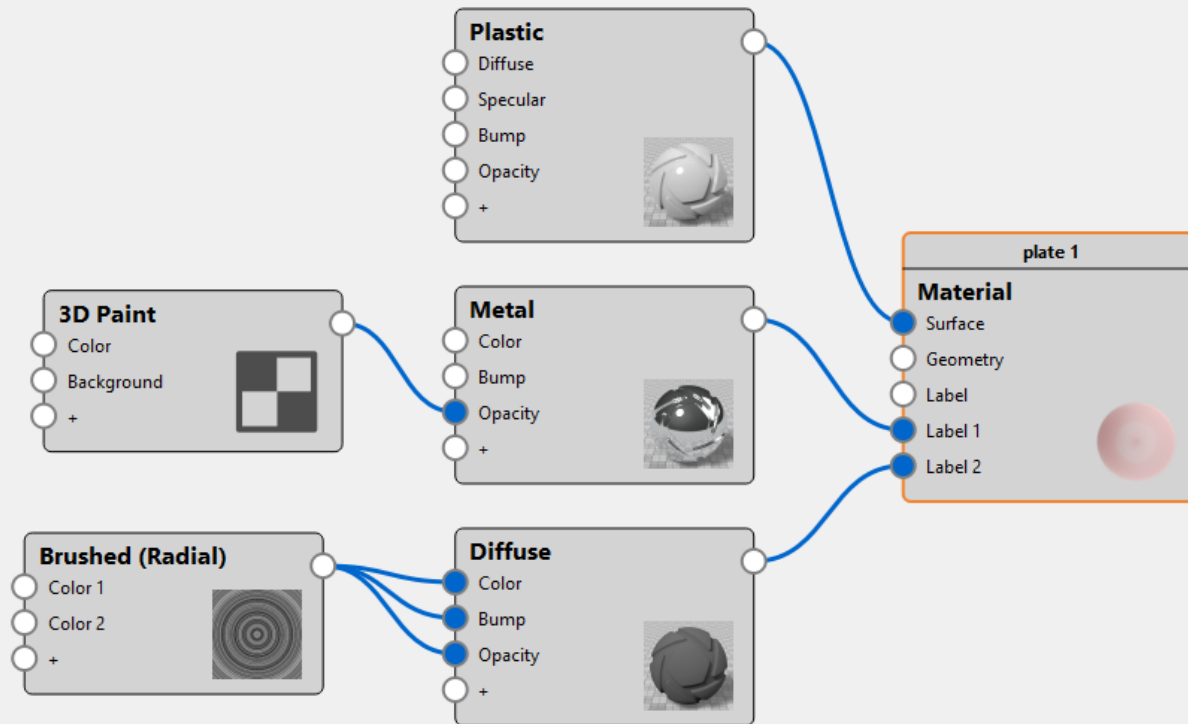 Plastic
Diffuse
Specular
Bump
Opacity
+
plate 1
Material
Surface
Geometry
Label
Label 1
Label 2
3D Paint
Color
Background
+
Metal
Color
Bump
Opacity
+
Brushed (Radial)
Color 1
Color 2
+
Diffuse
Color
Bump
Opacity
+